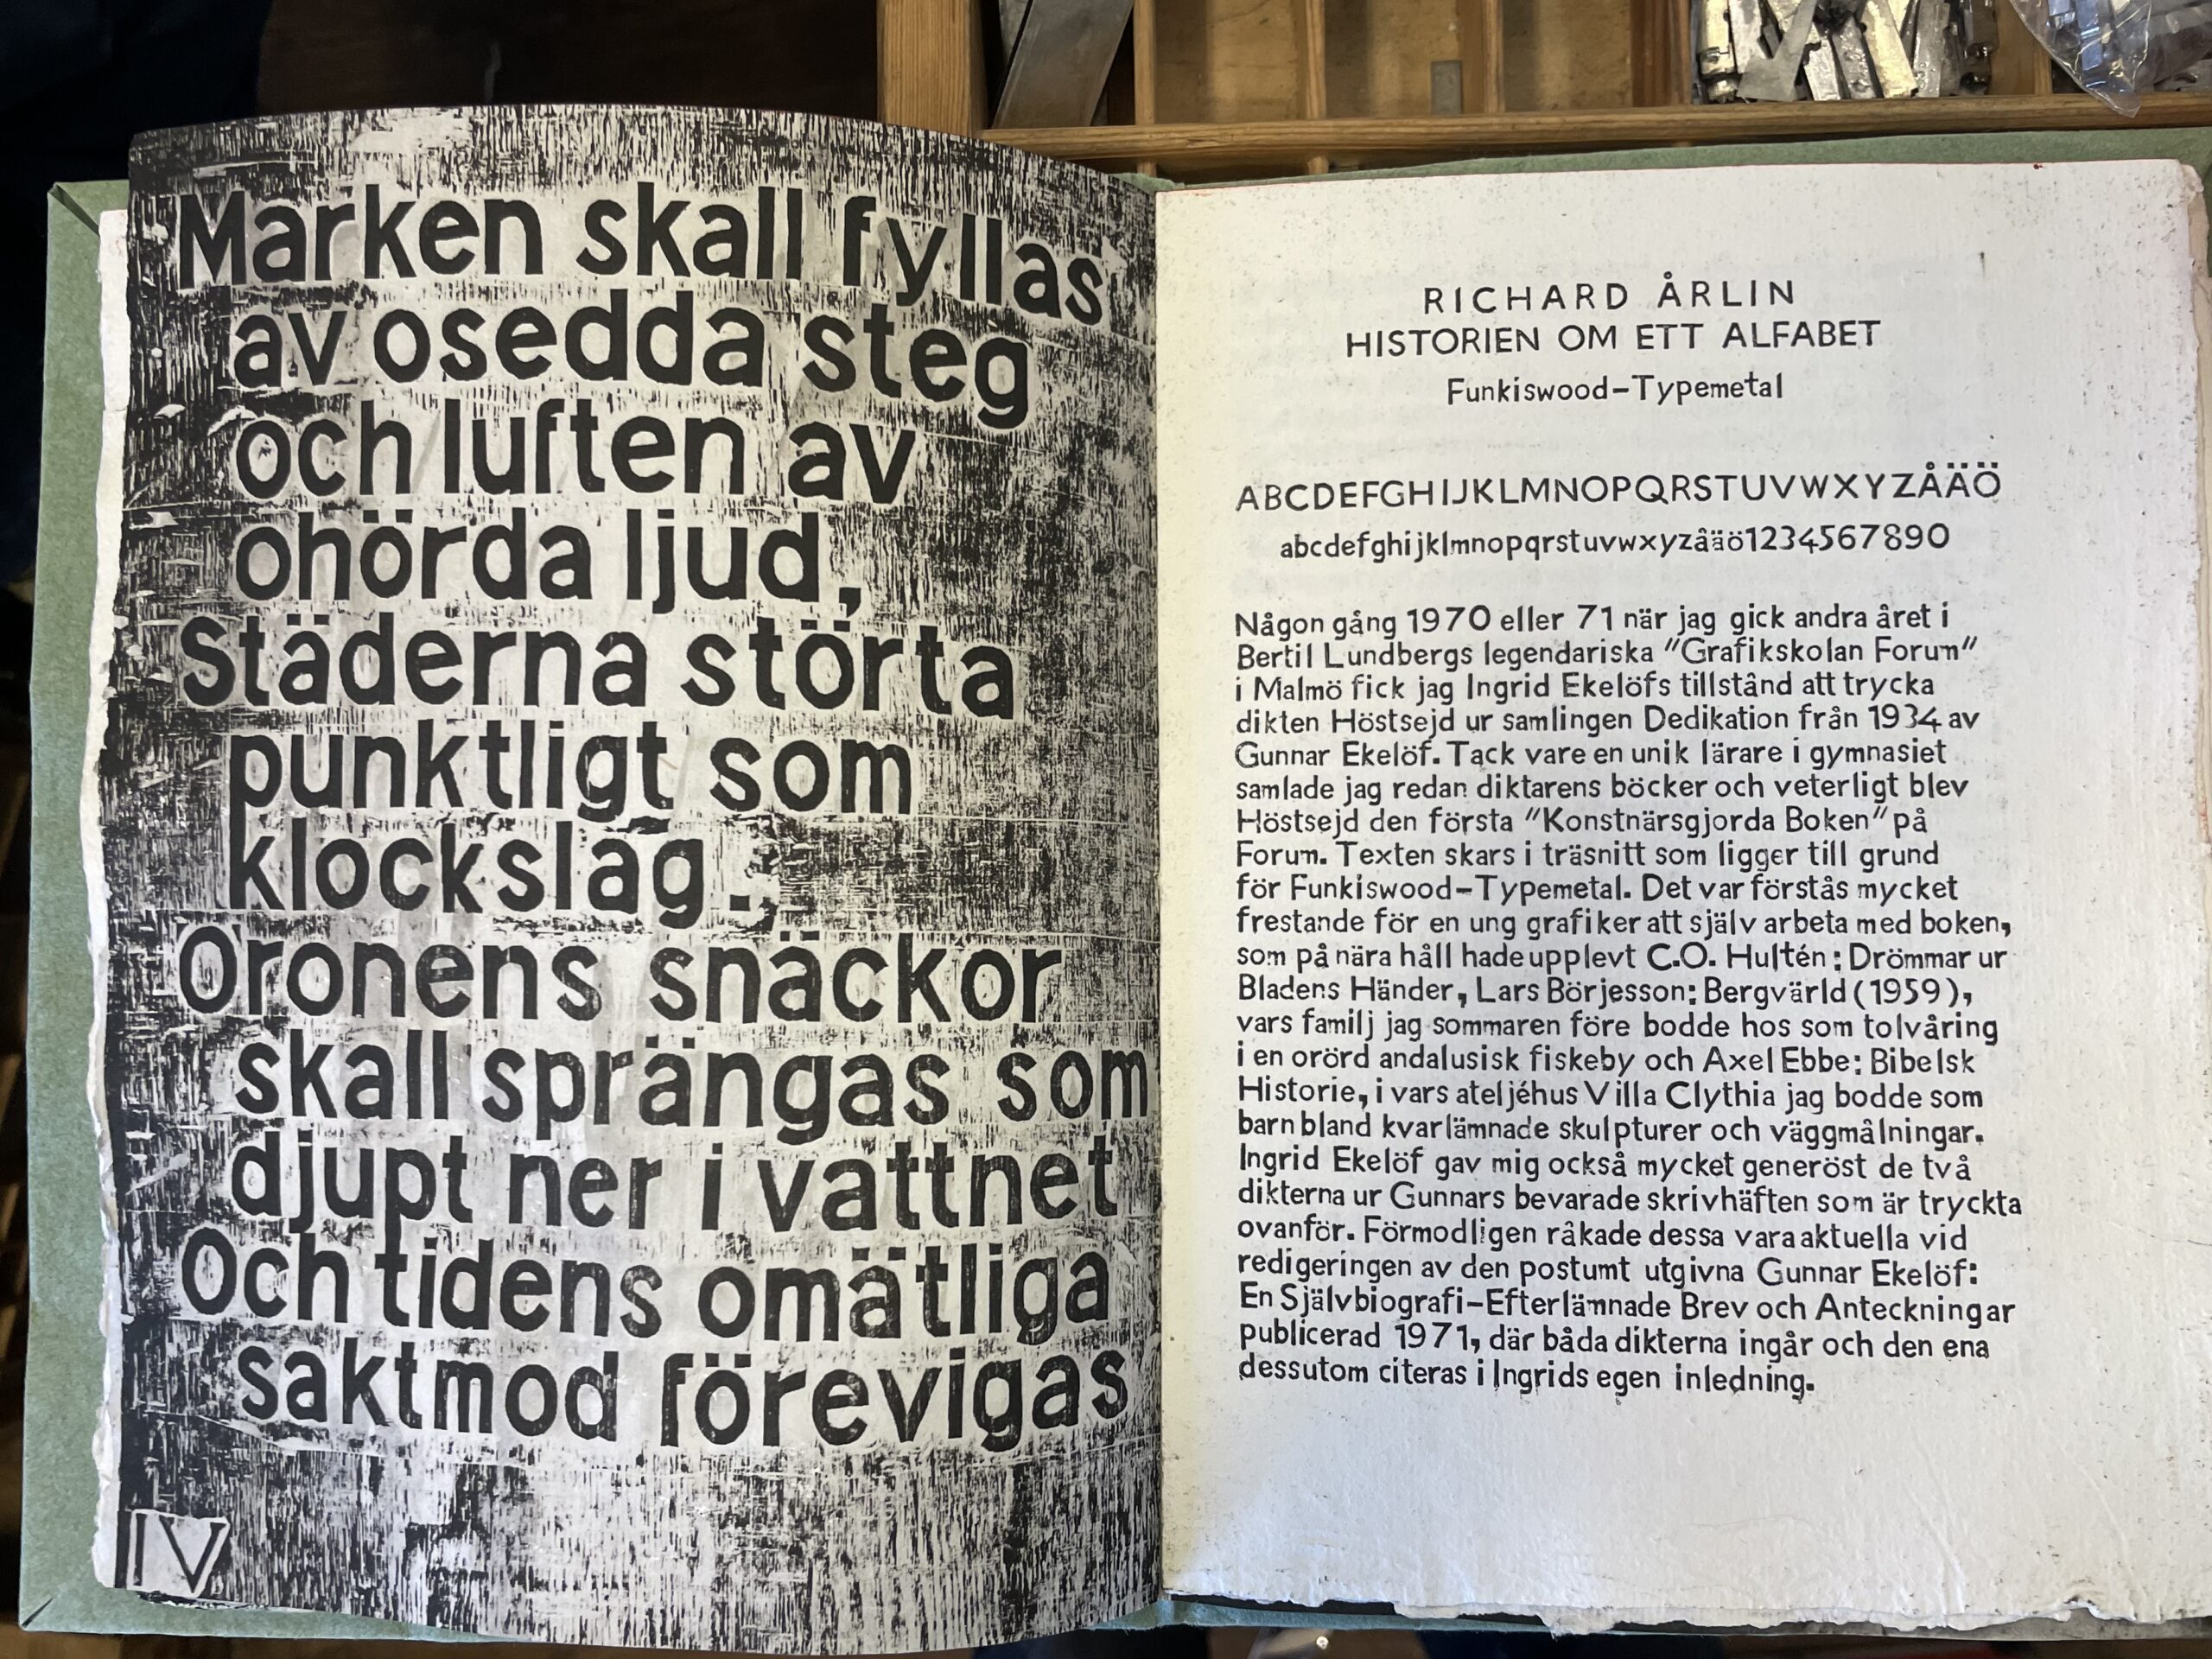 Marken skall fyllas
av osedda steg
och luften av
ohörda ljud,
Städerna störta
punktligt som
klockslag.
Öronens snäckor
skall sprängas som
djupt ner i vattnet
Och tidens omätliga
saktmod förevigas
IV
RICHARD ÅRLIN
HISTORIEN OM ETT ALFABET
Funkiswood-Typemetal
ABCDEFGHIJKLMNOPQRSTUVWXYZÅÄÖ
abcdefghijklmnopqrstuvwxyzåäö1234567890
Någon gång 1970 eller 71 när jag gick andra året i
Bertil Lundbergs legendariska "Grafikskolan Forum"
i Malmö fick jag Ingrid Ekelöfs tillstånd att trycka
dikten Höstsejd ur samlingen Dedikation från 1934 av
Gunnar Ekelöf. Tack vare en unik lärare i gymnasiet
samlade jag redan diktarens böcker och veterligt blev
Höstsejd den första "Konstnärsgjorda Boken" på
Forum. Texten skars i träsnitt som ligger till grund
för Funkiswood-Typemetal. Det var förstås mycket
frestande för en ung grafiker att själv arbeta med boken,
som på nära håll hade upplevt C.O. Hultén: Drömmar ur
Bladens Händer, Lars Börjesson: Bergvärld (1959),
vars familj jag sommaren före bodde hos som tolvåring
i en orörd andalusisk fiskeby och Axel Ebbe: Bibelsk
Historie, i vars ateljéhus Villa Clythia jag bodde som
barn bland kvarlämnade skulpturer och väggmålningar.
Ingrid Ekelöf gav mig också mycket generöst de två
dikterna ur Gunnars bevarade skrivhäften som är tryckta
ovanför. Förmodligen råkade dessa vara aktuella vid
redigeringen av den postumt utgivna Gunnar Ekelöf:
En Självbiografi-Efterlämnade Brev och Anteckningar
publicerad 1971, där båda dikterna ingår och den ena
dessutom citeras i Ingrids egen inledning.